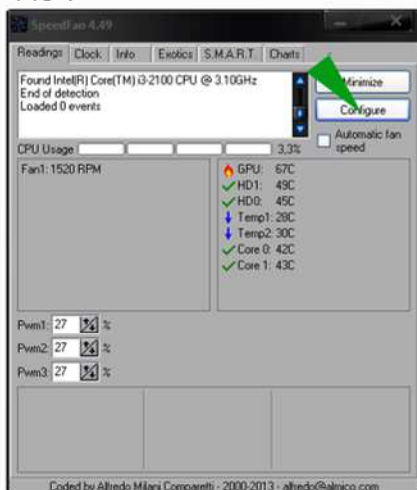 SpeedFan 4.49
Readings Clock Info Exotics S.M.A.R.T. Charts
Found Intel(R) Core(TM) i3-2100 CPU @ 3.10GHz
End of detection
Loaded 0 events
Minimize
Configure
Automatic fan speed
CPU Usage 3,3%
Fan1: 1520 RPM
GPU: 67C
HD1: 49C
HD0: 45C
Temp1: 28C
Temp2: 30C
Core 0: 42C
Core 1: 43C
Pwm1: 27 %
Pwm2: 27 %
Pwm3: 27 %
Coded by Alfredo Milani Comparetti - 2000-2013 - alfredo@almico.com